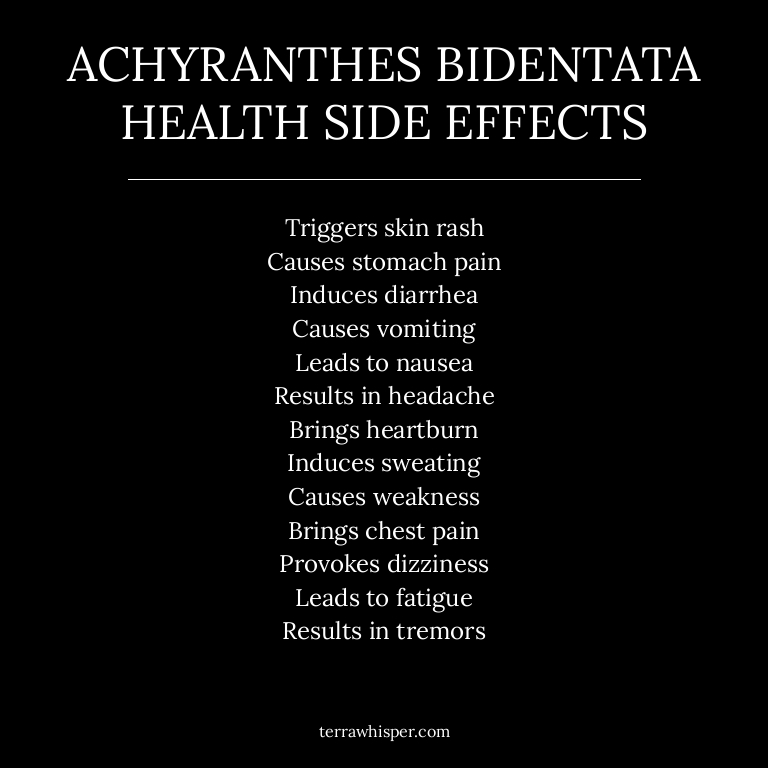 ACHYRANTHES BIDENTATA
HEALTH SIDE EFFECTS
Triggers skin rash
Causes stomach pain
Induces diarrhea
Causes vomiting
Leads to nausea
Results in headache
Brings heartburn
Induces sweating
Causes weakness
Brings chest pain
Provokes dizziness
Leads to fatigue
Results in tremors
terrawhisper.com